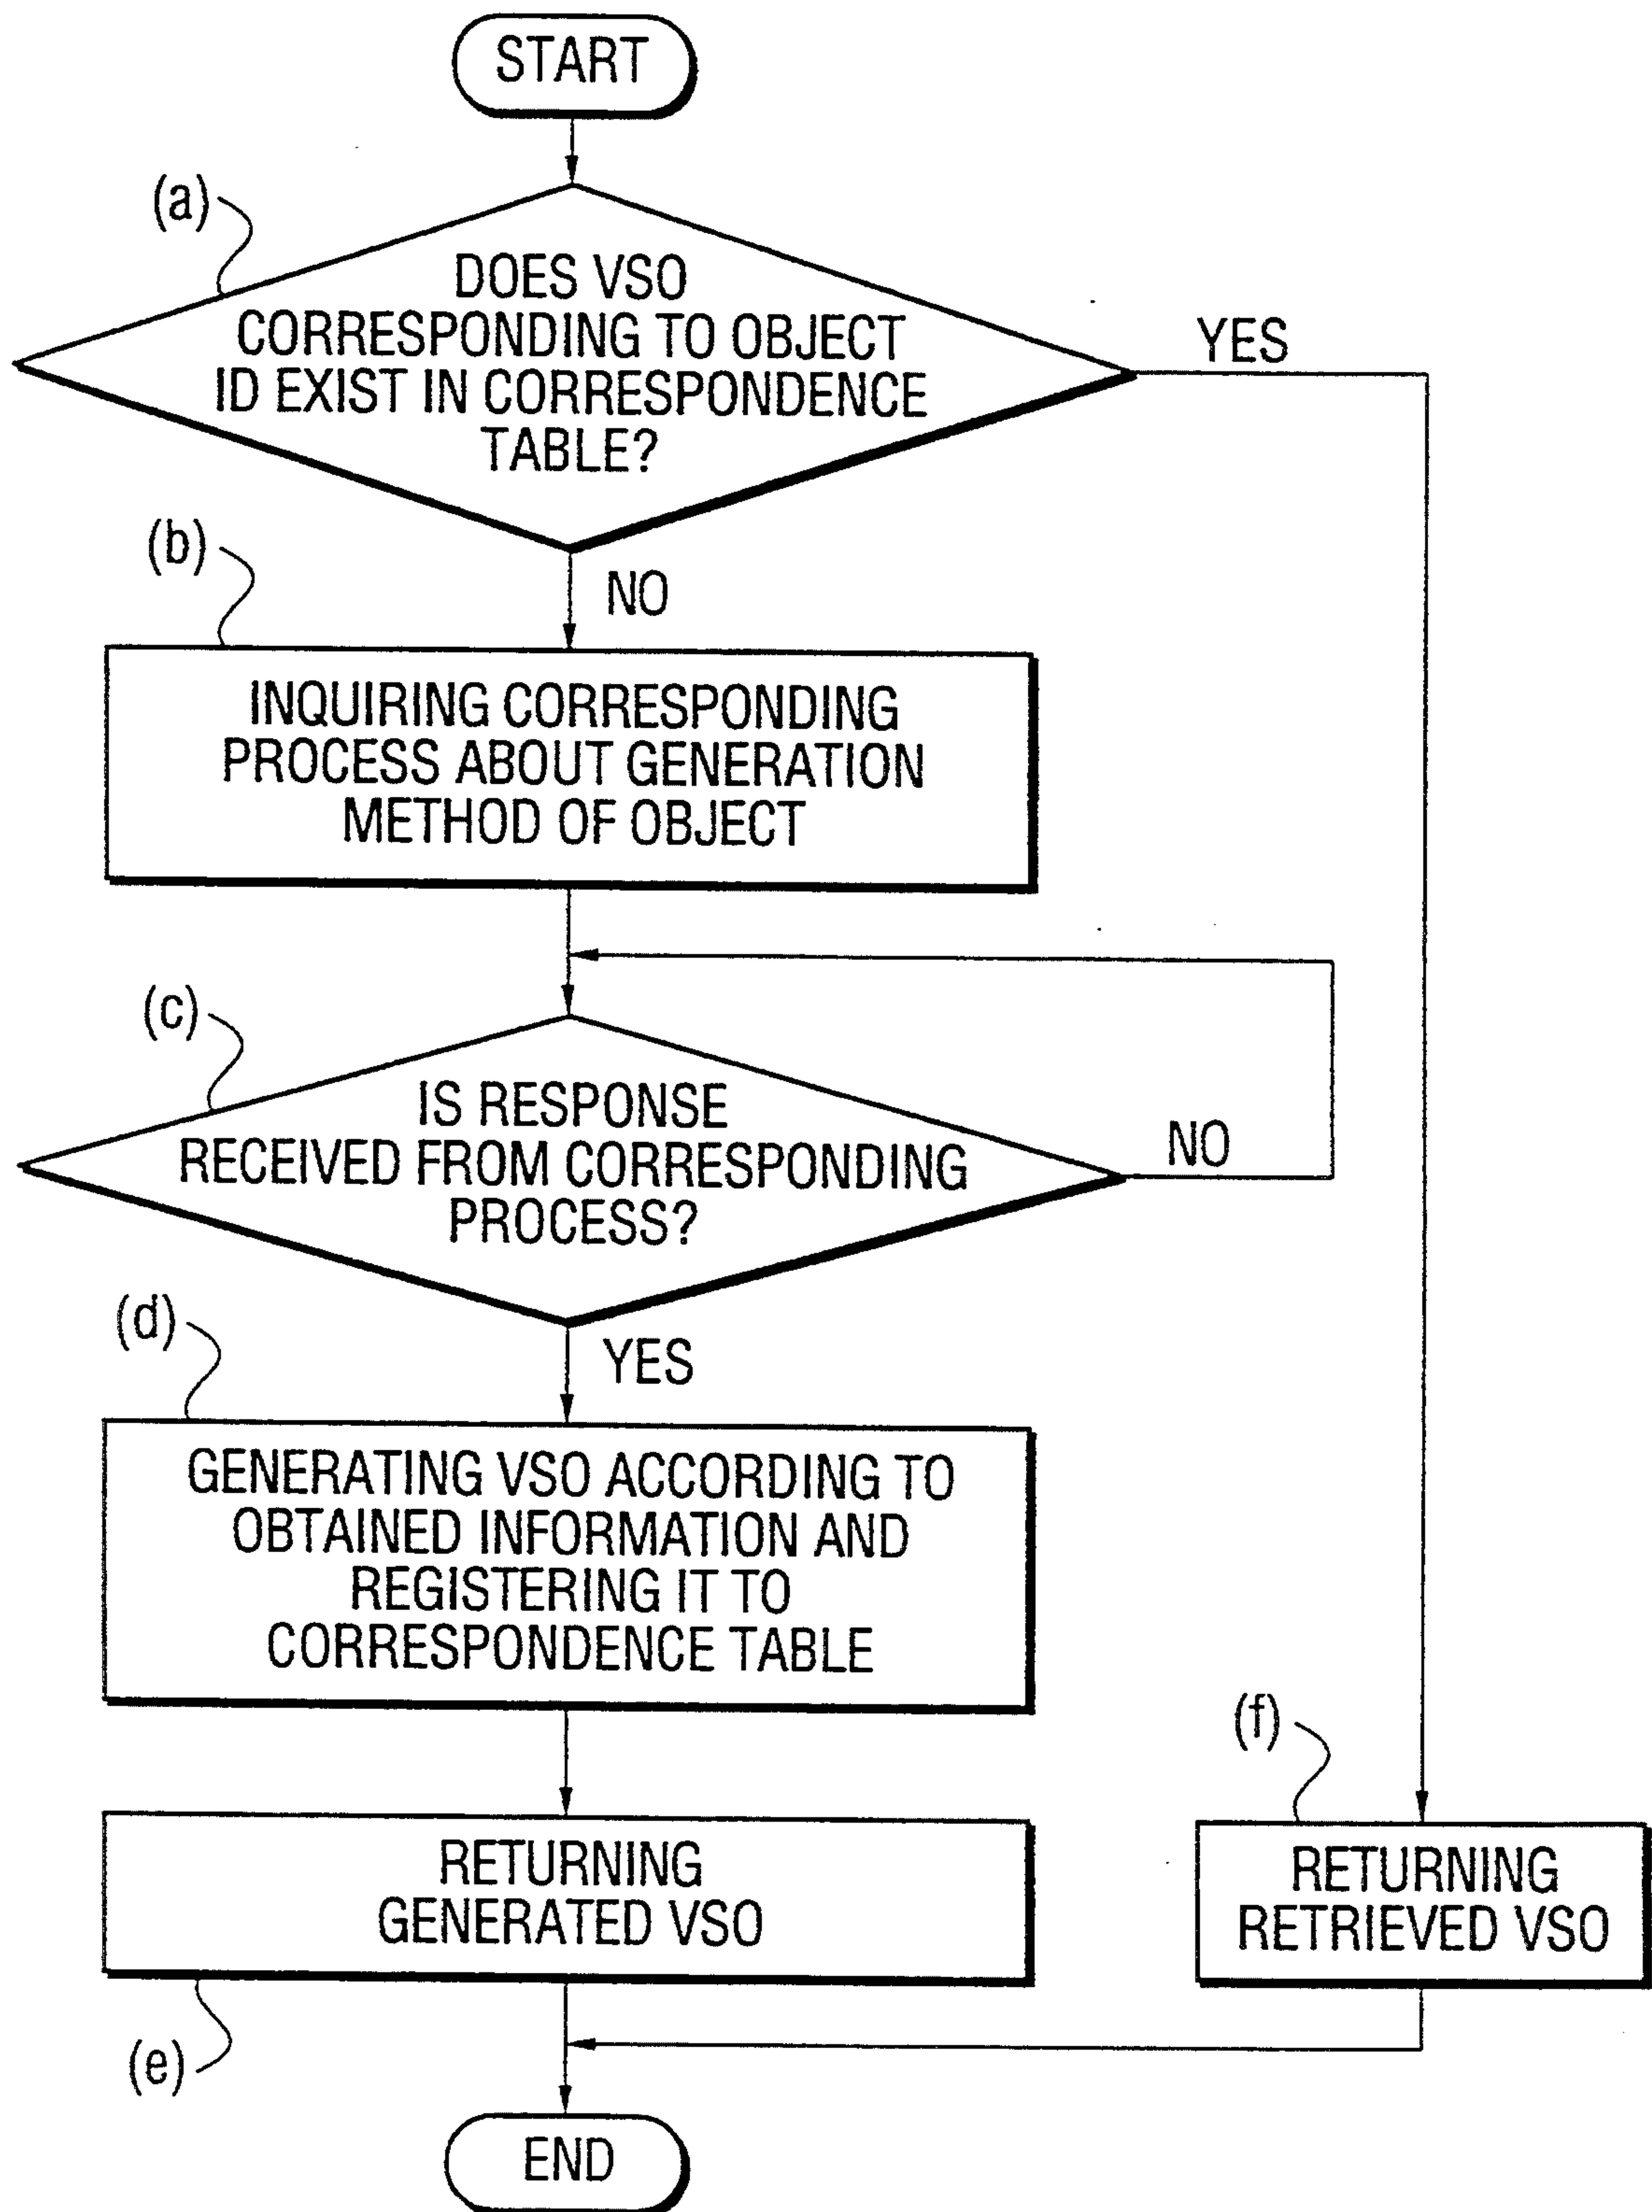 START
(a)
DOES VSO
CORRESPONDING TO OBJECT
ID EXIST IN CORRESPONDENCE
TABLE?
YES
NO
(b)
INQUIRING CORRESPONDING
PROCESS ABOUT GENERATION
METHOD OF OBJECT
(c)
IS RESPONSE
RECEIVED FROM CORRESPONDING
PROCESS?
NO
YES
(d)
GENERATING VSO ACCORDING TO
OBTAINED INFORMATION AND
REGISTERING IT TO
CORRESPONDENCE TABLE
RETURNING
GENERATED VSO
(e)
(f)
RETURNING
RETRIEVED VSO
END